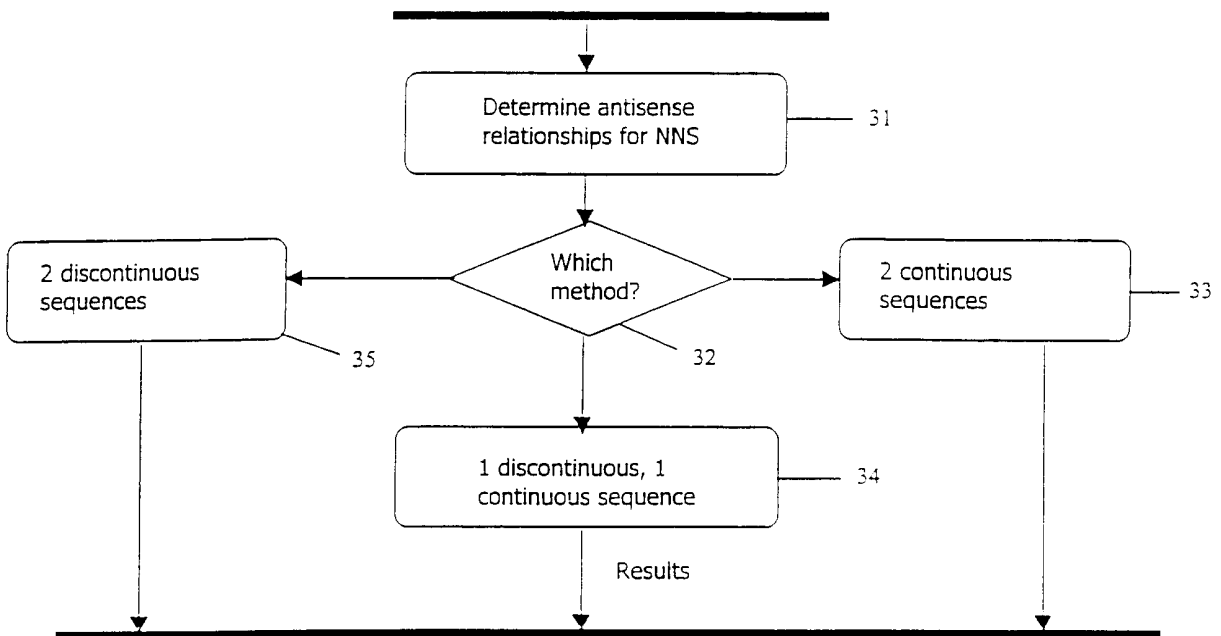 Determine antisense
relationships for NNS
31
Which
method?
32
2 discontinuous
sequences
35
2 continuous
sequences
33
1 discontinuous, 1
continuous sequence
34
Results